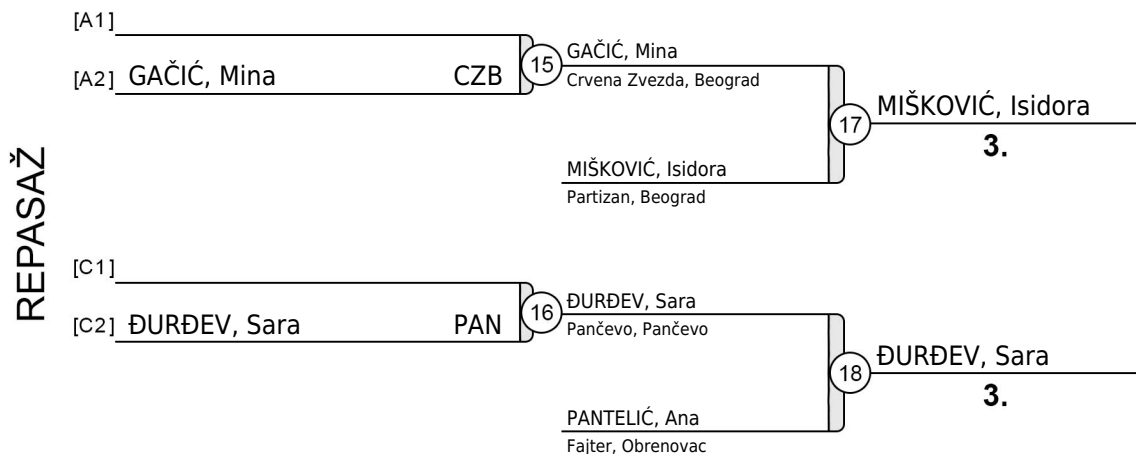 REPASAŽ
[A1]
[A2] GAČIĆ, Mina CZB
15
GAČIĆ, Mina
Crvena Zvezda, Beograd
17
MIŠKOVIĆ, Isidora
3.
MIŠKOVIĆ, Isidora
Partizan, Beograd
[C1]
[C2] ĐURĐEV, Sara PAN
16
ĐURĐEV, Sara
Pančevo, Pančevo
18
ĐURĐEV, Sara
3.
PANTELIĆ, Ana
Fajter, Obrenovac